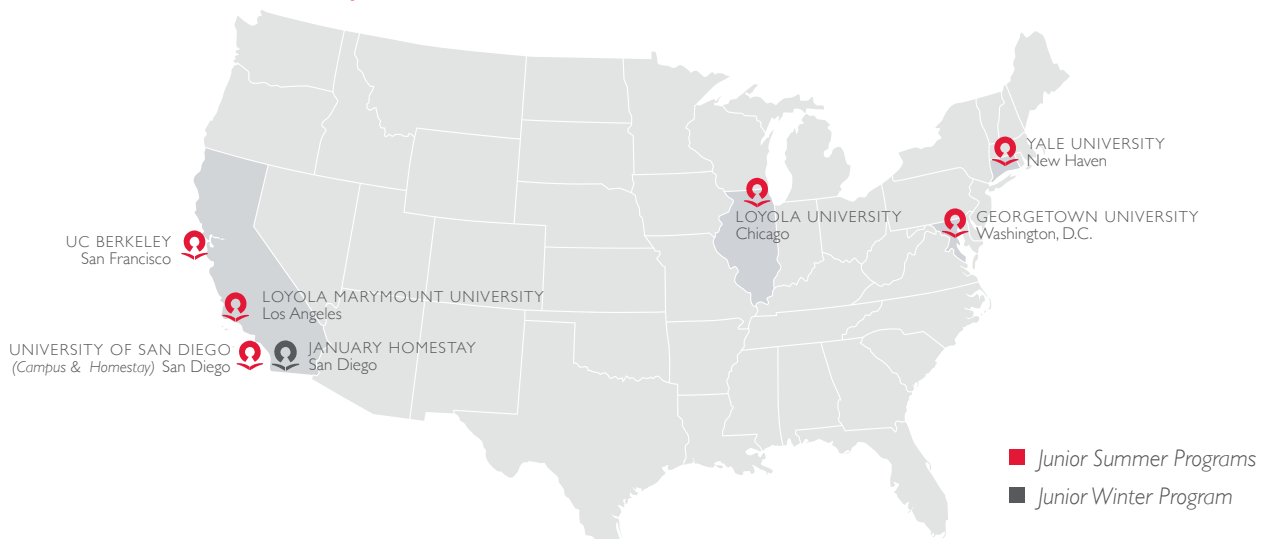 YALE UNIVERSITY
New Haven
LOYOLA UNIVERSITY
Chicago
GEORGETOWN UNIVERSITY
Washington, D.C.
UC BERKELEY
San Francisco
LOYOLA MARYMOUNT UNIVERSITY
Los Angeles
UNIVERSITY OF SAN DIEGO
(Campus & Homestay) San Diego
JANUARY HOMESTAY
San Diego
Junior Summer Programs
Junior Winter Program